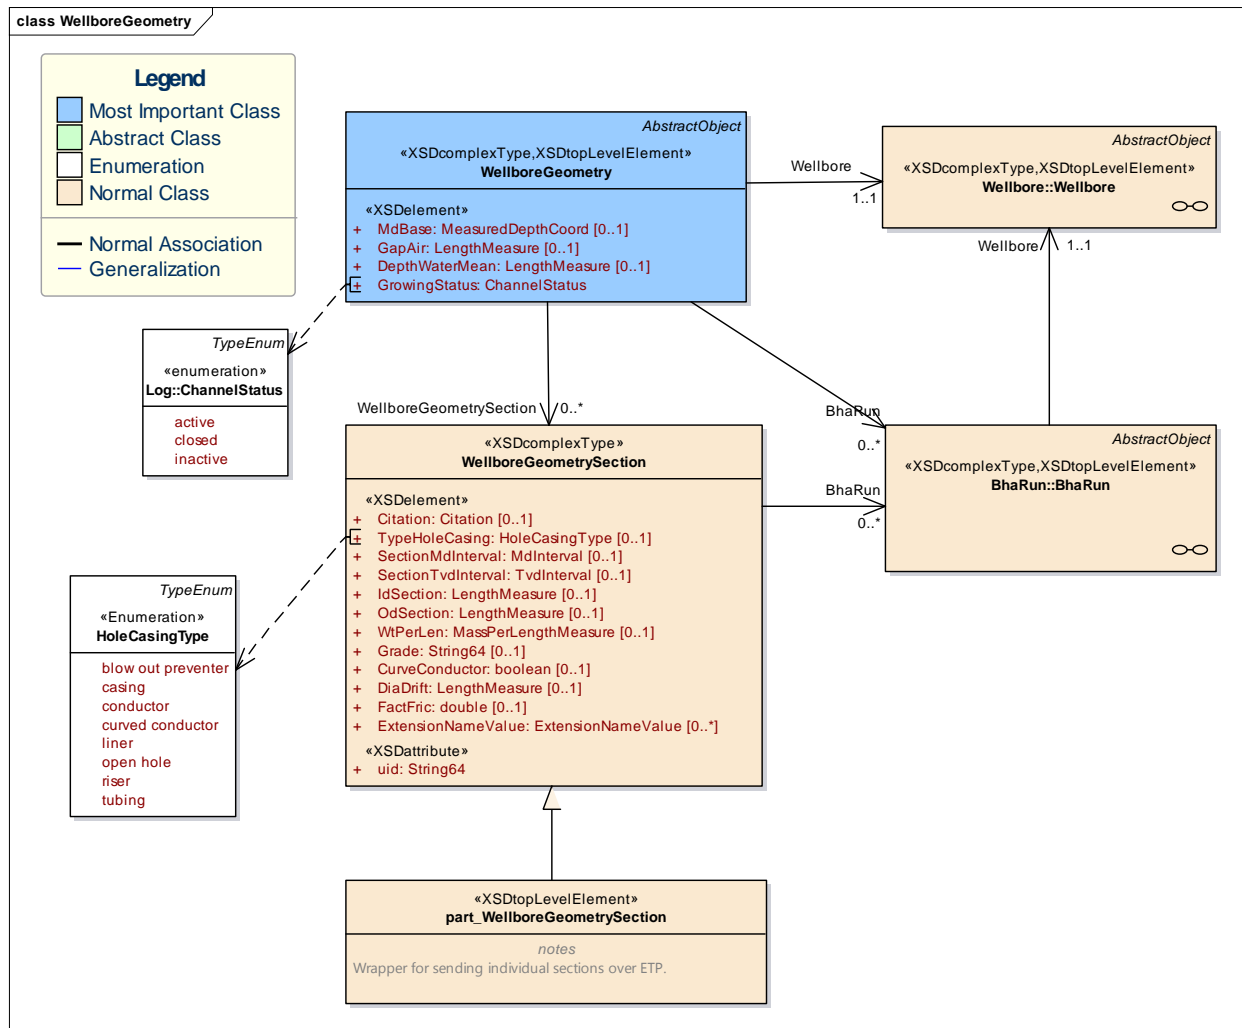 class WellboreGeometry
Legend
Most Important Class
Abstract Class
Enumeration
Normal Class
Normal Association
Generalization
AbstractObject
«XSDcomplexType,XSDtopLevelElement»
WellboreGeometry
«XSDelement»
+ MdBase: MeasuredDepthCoord [0..1]
+ GapAir: LengthMeasure [0..1]
+ DepthWaterMean: LengthMeasure [0..1]
+ GrowingStatus: ChannelStatus
Wellbore
1..1
AbstractObject
«XSDcomplexType,XSDtopLevelElement»
Wellbore::Wellbore
Wellbore
1..1
TypeEnum
«enumeration»
Log::ChannelStatus
active
closed
inactive
WellboreGeometrySection
0..*
BhaRun
0..*
AbstractObject
«XSDcomplexType,XSDtopLevelElement»
BhaRun::BhaRun
BhaRun
0..*
«XSDcomplexType»
WellboreGeometrySection
«XSDelement»
+ Citation: Citation [0..1]
+ TypeHoleCasing: HoleCasingType [0..1]
+ SectionMdInterval: MdInterval [0..1]
+ SectionTvdInterval: TvdInterval [0..1]
+ IdSection: LengthMeasure [0..1]
+ OdSection: LengthMeasure [0..1]
+ WtPerLen: MassPerLengthMeasure [0..1]
+ Grade: String64 [0..1]
+ CurveConductor: boolean [0..1]
+ DiaDrift: LengthMeasure [0..1]
+ FactFric: double [0..1]
+ ExtensionNameValue: ExtensionNameValue [0..*]
«XSDattribute»
+ uid: String64
TypeEnum
«Enumeration»
HoleCasingType
blow out preventer
casing
conductor
curved conductor
liner
open hole
riser
tubing
«XSDtopLevelElement»
part_WellboreGeometrySection
notes
Wrapper for sending individual sections over ETP.